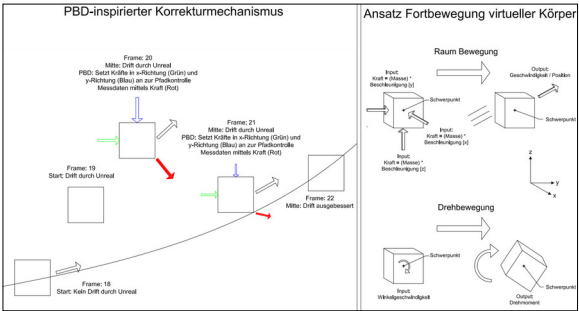 PBD-inspirierter Korrekturmechanismus
Frame: 20
Mitte: Drift durch Unreal
PBD: Setzt Kräfte in x-Richtung (Grün) und
y-Richtung (Blau) an zur Pfadkontrolle
Messdaten mittels Kraft (Rot)
Frame: 21
Mitte: Drift durch Unreal
PBD: Setzt Kräfte in x-Richtung (Grün) und
y-Richtung (Blau) an zur Pfadkontrolle
Messdaten mittels Kraft (Rot)
Frame: 19
Start: Drift durch Unreal
Frame: 22
Mitte: Drift ausgebessert
Frame: 18
Start: Kein Drift durch Unreal
Ansatz Fortbewegung virtueller Körper
Raum Bewegung
Input:
Kraft = (Masse) *
Beschleunigung [y]
Output:
Geschwindigkeit / Position
Schwerpunkt
Schwerpunkt
Input:
Kraft = (Masse) *
Beschleunigung [x]
Input:
Kraft = (Masse) *
Beschleunigung [z]
z
y
x
Drehbewegung
Schwerpunkt
Schwerpunkt
Input:
Winkelgeschwindigkeit
Output:
Drehmoment